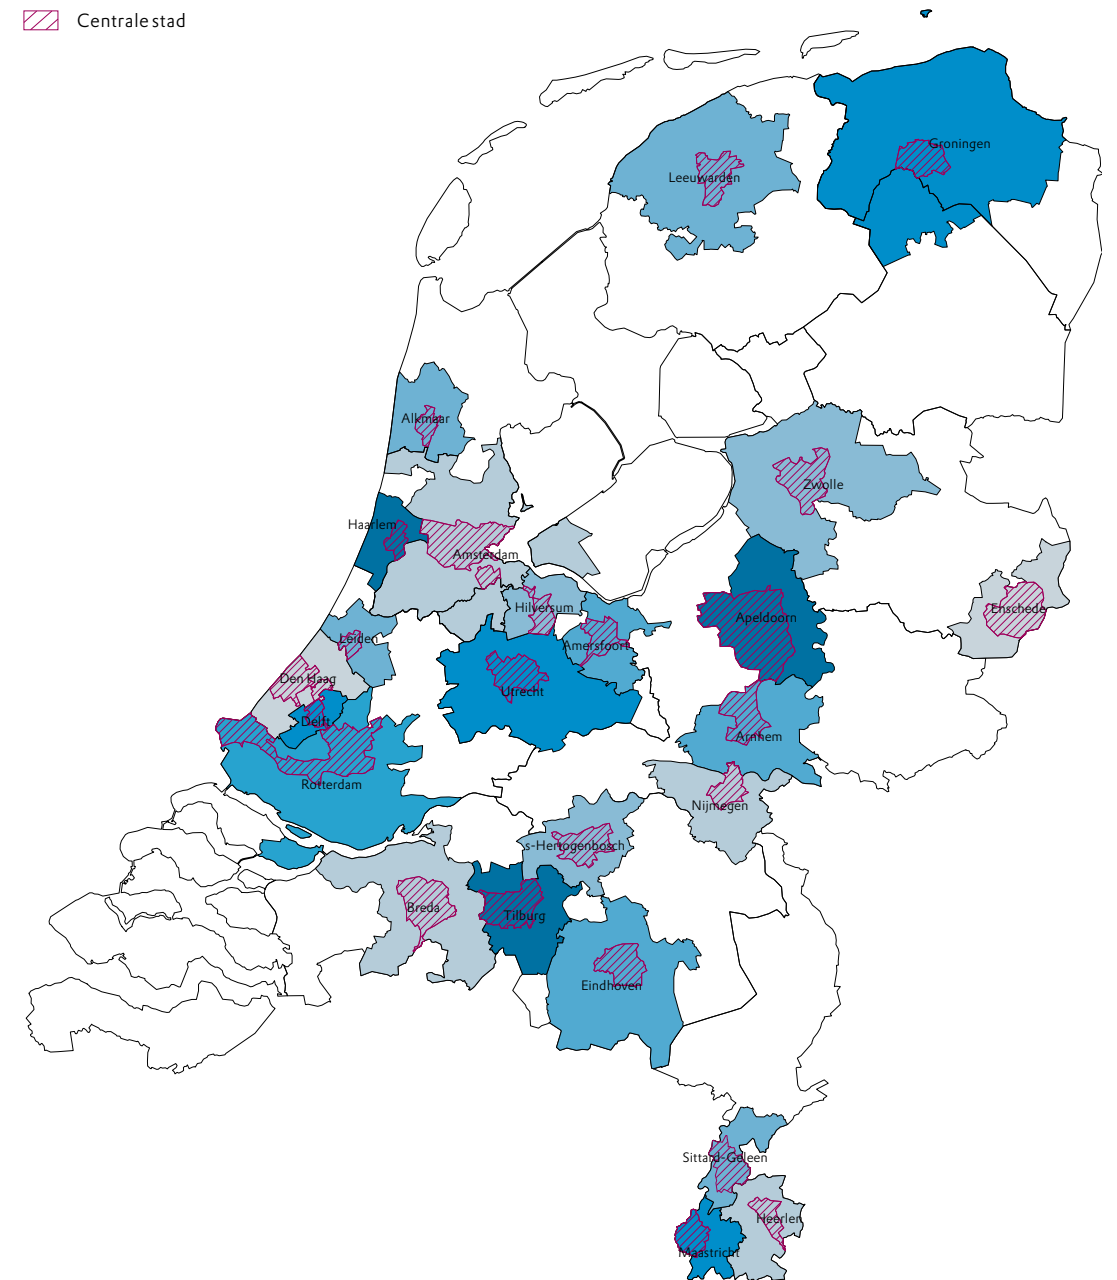 Centrale stad
Groningen
Leeuwarden
Alkmaar
Zwolle
Haarlem
Amsterdam
Hilversum
Enschede
Apeldoorn
Leiden
Amersfoort
Den Haag
Utrecht
Delft
Arnhem
Rotterdam
Nijmegen
s-Hertogenbosch
Breda
Tilburg
Eindhoven
Sittard-Geleen
Heerlen
Maastricht